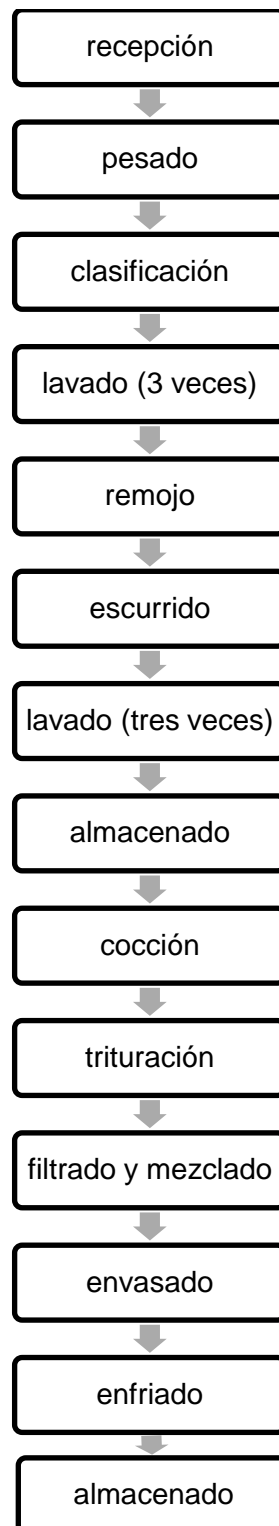 recepción
pesado
clasificación
lavado (3 veces)
remojo
escurrido
lavado (tres veces)
almacenado
cocción
trituración
filtrado y mezclado
envasado
enfriado
almacenado